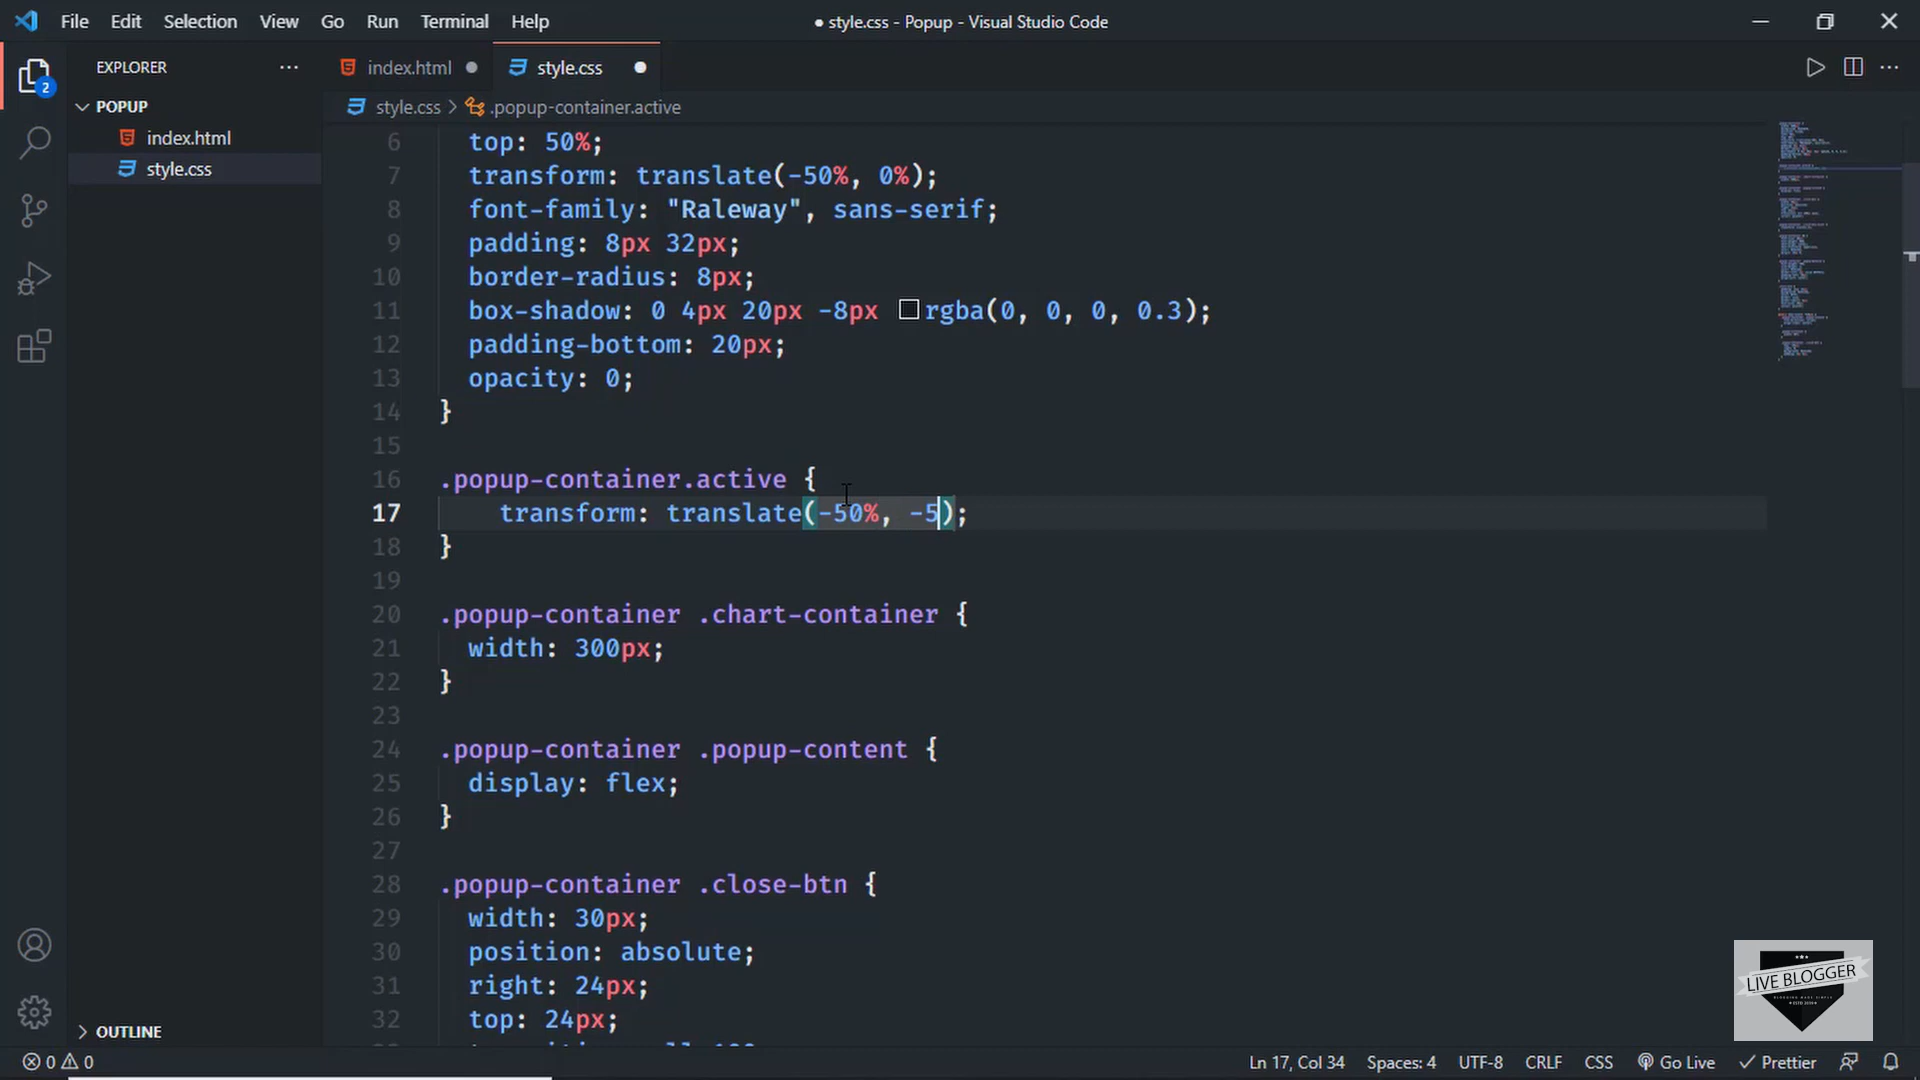 File Edit Selection View Go Run Terminal Help
● style.css - Popup - Visual Studio Code
EXPLORER
index.html
style.css
2
POPUP
style.css > .popup-container.active
index.html
style.css
6 top: 50%;
7 transform: translate(-50%, 0%);
8 font-family: "Raleway", sans-serif;
9 padding: 8px 32px;
10 border-radius: 8px;
11 box-shadow: 0 4px 20px -8px rgba(0, 0, 0, 0.3);
12 padding-bottom: 20px;
13 opacity: 0;
14 }
15
16 .popup-container.active {
17 transform: translate(-50%, -5);
18 }
19
20 .popup-container .chart-container {
21 width: 300px;
22 }
23
24 .popup-container .popup-content {
25 display: flex;
26 }
27
28 .popup-container .close-btn {
29 width: 30px;
30 position: absolute;
31 right: 24px;
32 top: 24px;
OUTLINE
LIVE BLOGGER
0 0
Ln 17, Col 34 Spaces: 4 UTF-8 CRLF CSS Go Live Prettier